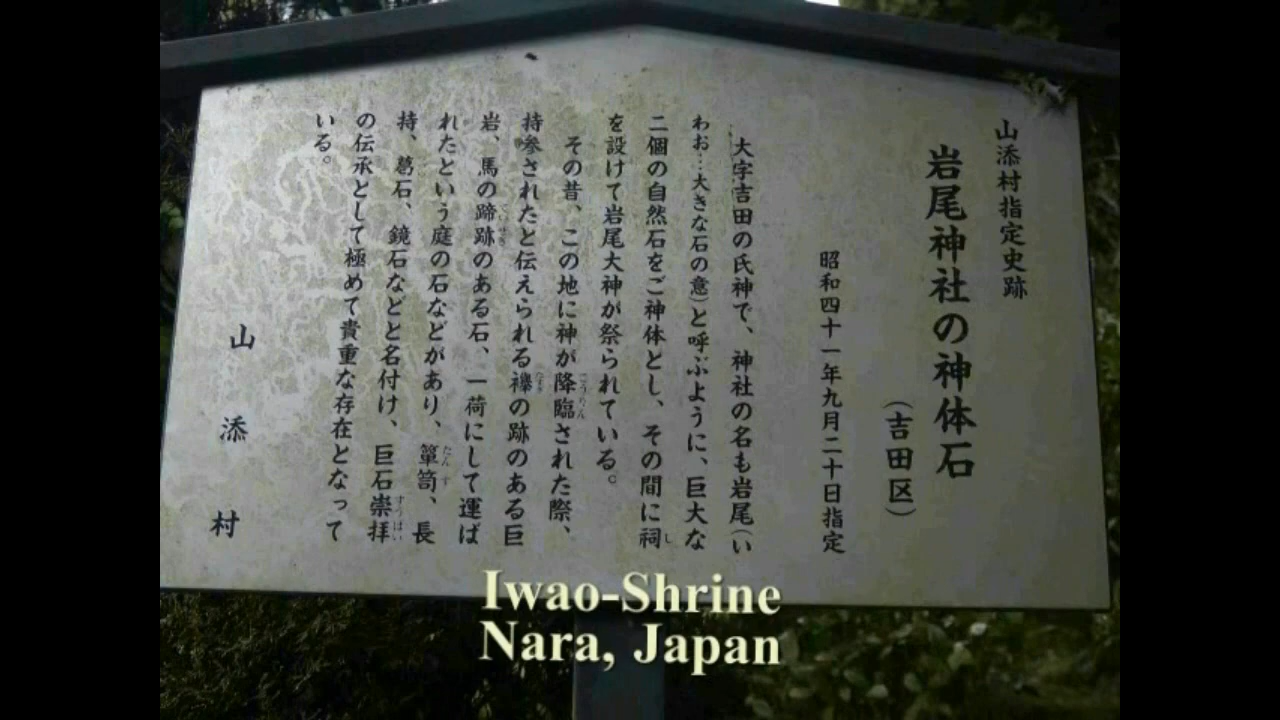 山添村指定史跡
岩尾神社の神体石
(吉田区)
昭和四十一年九月二十日指定
大字吉田の氏神で、神社の名も岩尾(い
わお…大きな石の意)と呼ぶように、巨大な
二個の自然石をご神体とし、その間に祠
を設けて岩尾大神が祭られている。
その昔、この地に神が降臨された際、
持参されたと伝えられる襷の跡のある巨
岩、馬の蹄跡のある石、一荷にして運ば
れたという庭の石などがあり、簞笥、長
持、葛石、鏡石などと名付け、巨石崇拝
の伝承として極めて貴重な存在となって
いる。
山添村
Iwao-Shrine
Nara, Japan